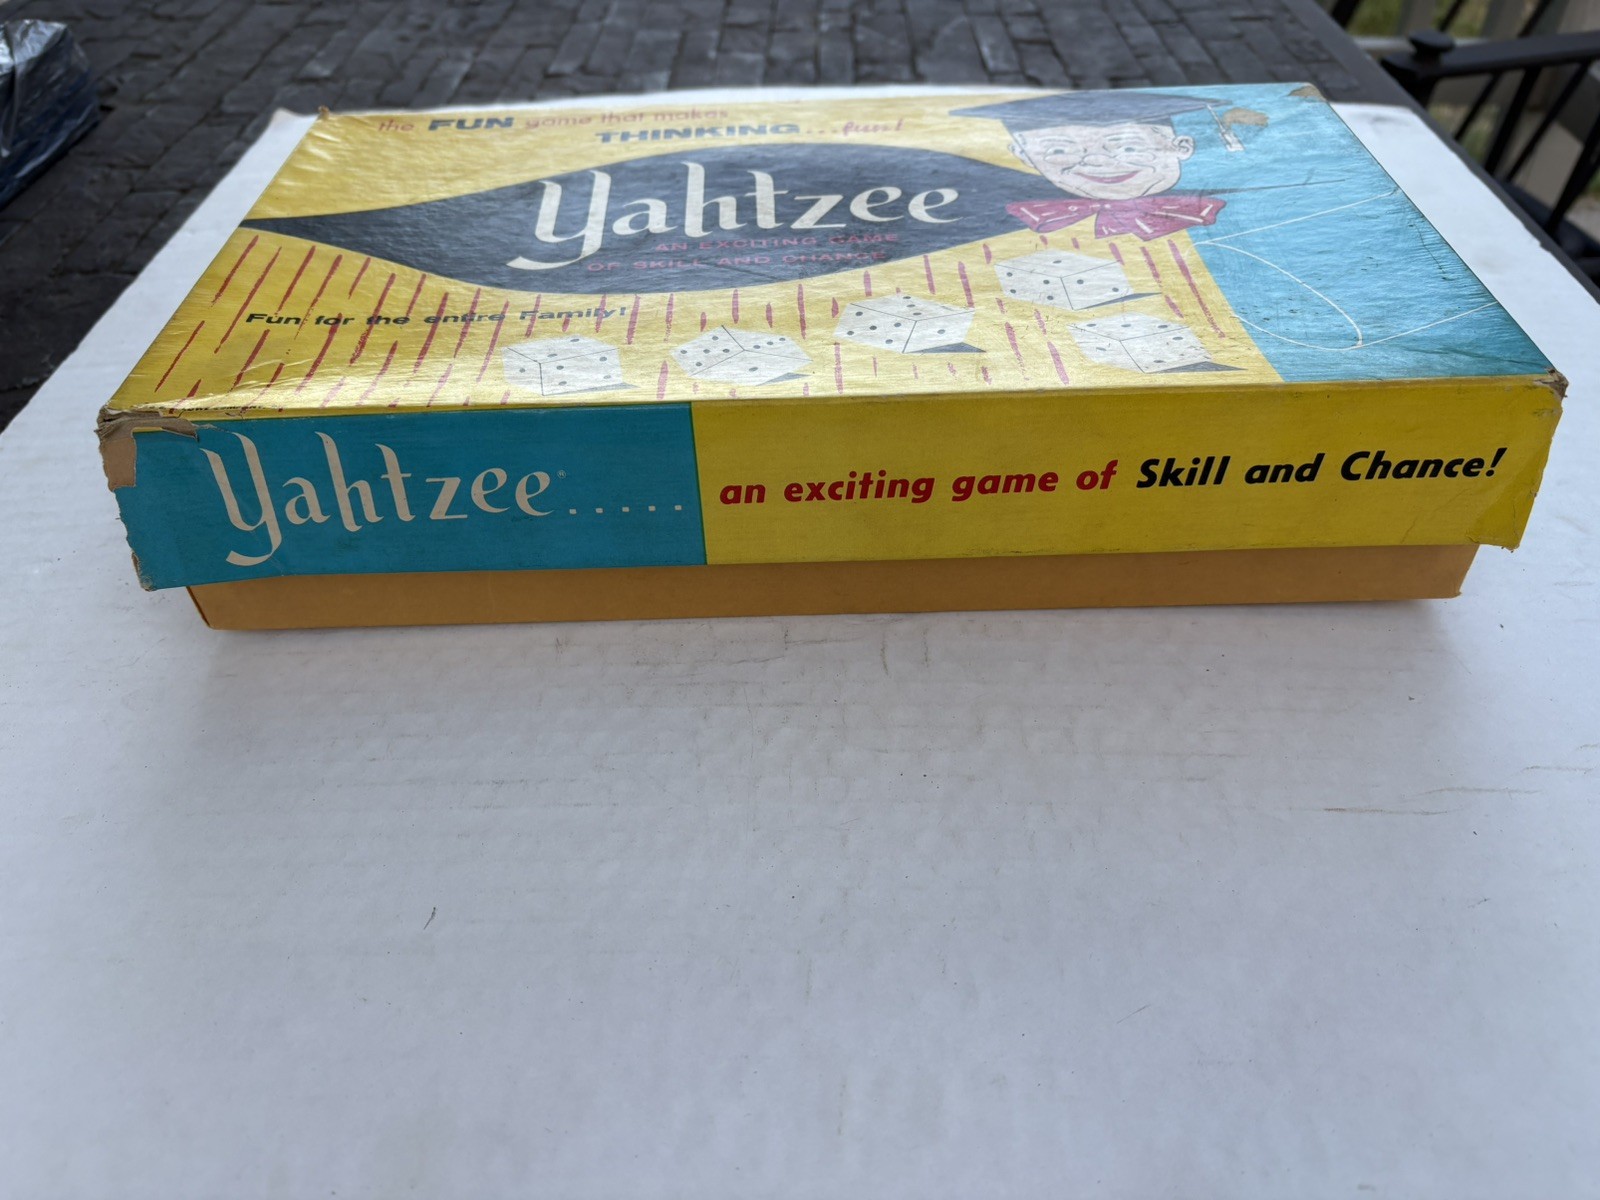 the FUN game that makes
THINKING...fun!
Yahtzee
AN EXCITING GAME
OF SKILL AND CHANCE
Fun for the entire Family!
Yahtzee®.....
an exciting game of Skill and Chance!